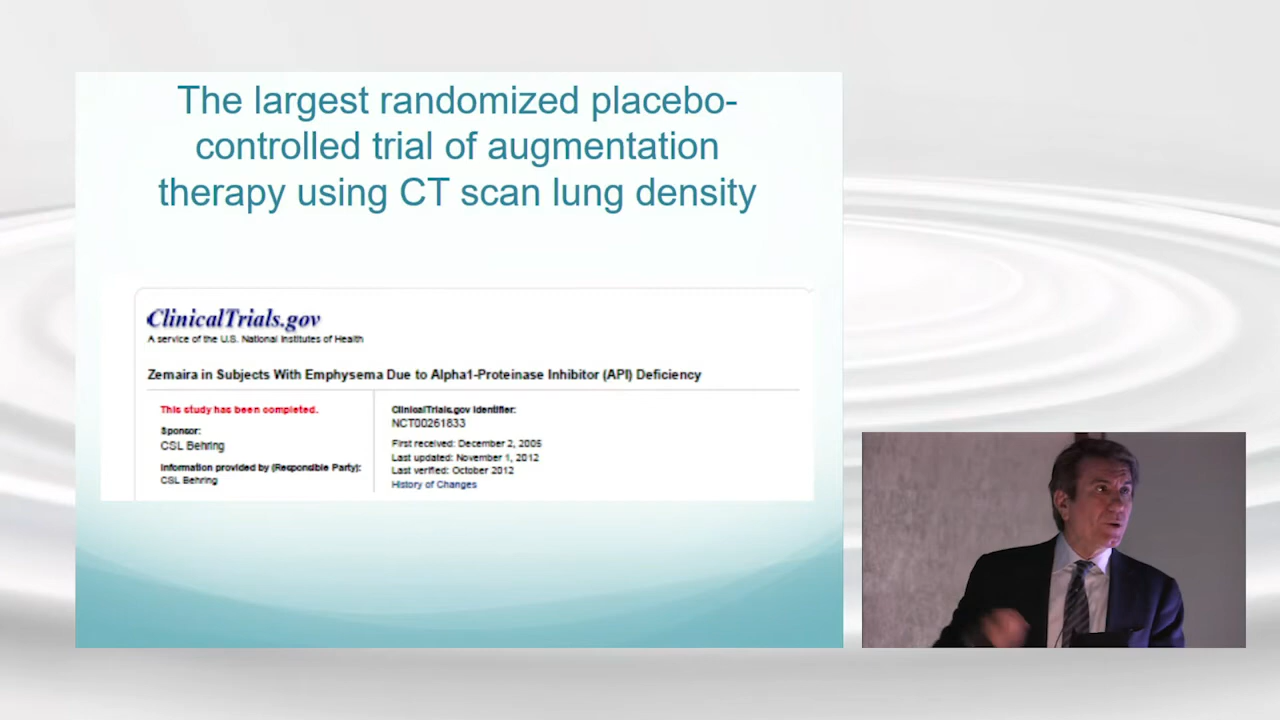 The largest randomized placebo-
controlled trial of augmentation
therapy using CT scan lung density
ClinicalTrials.gov
A service of the U.S. National Institutes of Health
Zemaira in Subjects With Emphysema Due to Alpha1-Proteinase Inhibitor (API) Deficiency
This study has been completed.
Sponsor:
CSL Behring
Information provided by (Responsible Party):
CSL Behring
ClinicalTrials.gov Identifier:
NCT00261833
First received: December 2, 2005
Last updated: November 1, 2012
Last verified: October 2012
History of Changes